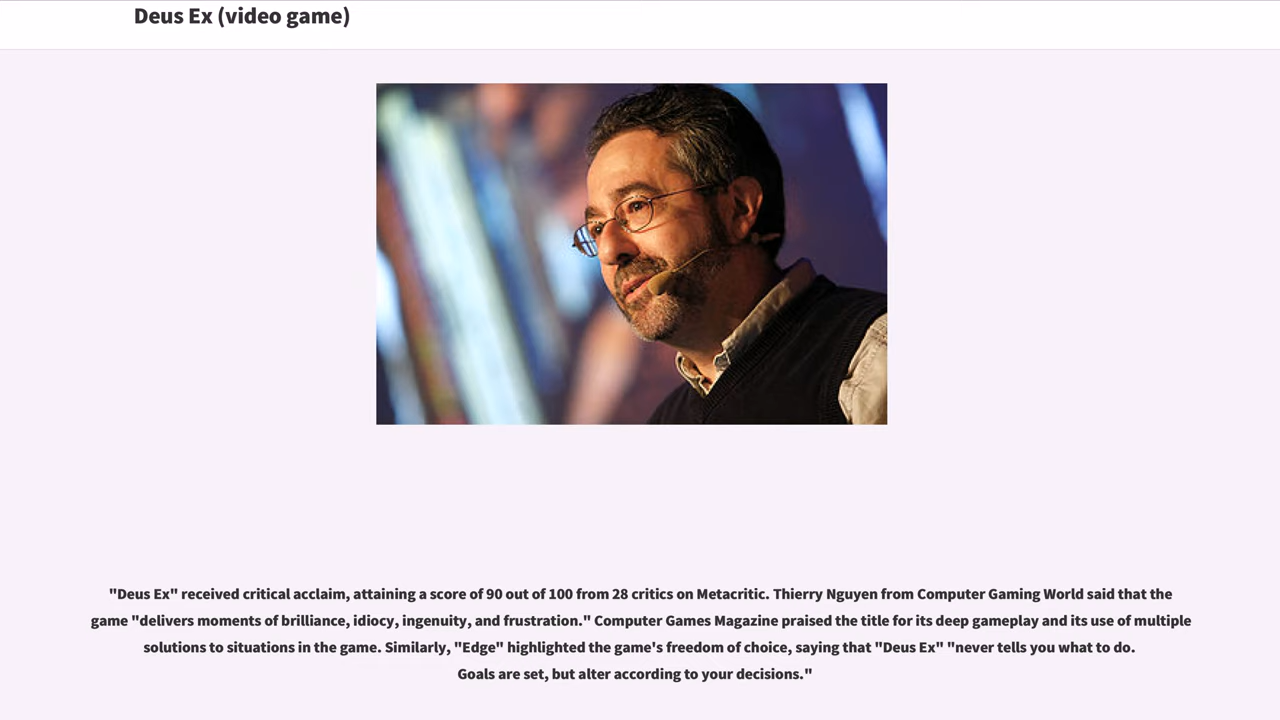 Deus Ex (video game)
"Deus Ex" received critical acclaim, attaining a score of 90 out of 100 from 28 critics on Metacritic. Thierry Nguyen from Computer Gaming World said that the
game "delivers moments of brilliance, idiocy, ingenuity, and frustration." Computer Games Magazine praised the title for its deep gameplay and its use of multiple
solutions to situations in the game. Similarly, "Edge" highlighted the game's freedom of choice, saying that "Deus Ex" "never tells you what to do.
Goals are set, but alter according to your decisions."